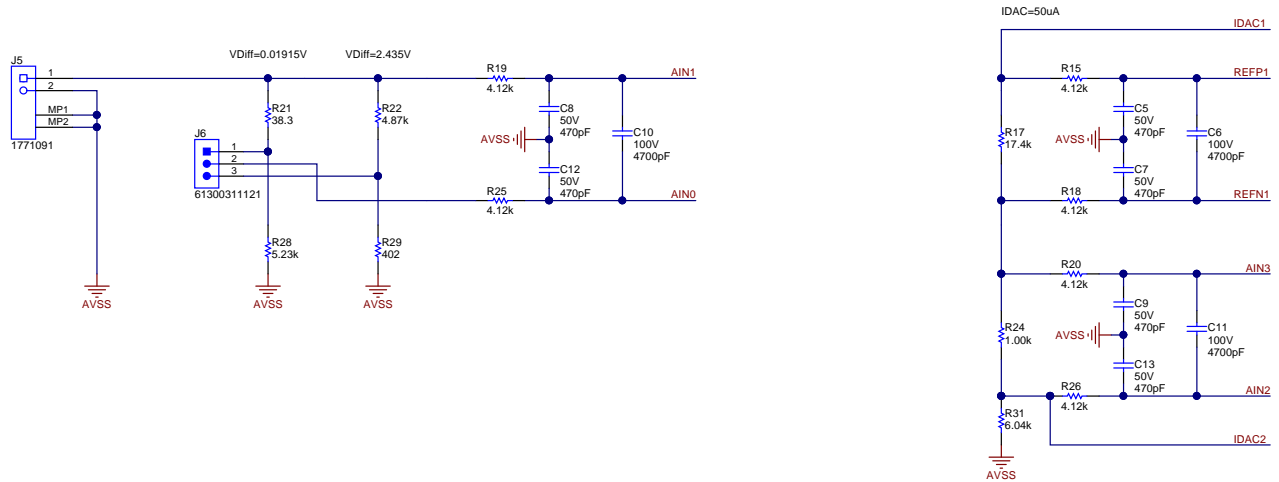 IDAC=50uA
IDAC1
VDiff=0.01915V
VDiff=2.435V
J5
1
2
MP1
MP2
1771091
AVSS
R21
38.3
R22
4.87k
J6
1
2
3
61300311121
R28
5.23k
AVSS
R29
402
AVSS
R19
4.12k
AIN1
C8
50V
470pF
AVSS
C10
100V
4700pF
C12
50V
470pF
R25
4.12k
AIN0
R15
4.12k
REFP1
C5
50V
470pF
R17
17.4k
AVSS
C6
100V
4700pF
C7
50V
470pF
R18
4.12k
REFN1
R20
4.12k
AIN3
C9
50V
470pF
R24
1.00k
AVSS
C11
100V
4700pF
C13
50V
470pF
R26
4.12k
AIN2
R31
6.04k
IDAC2
AVSS